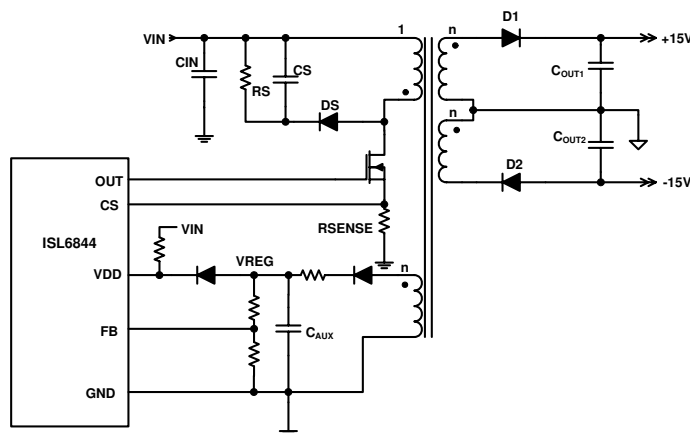 D1
VIN
1
n
+15V
CIN
CS
RS
COUT1
DS
n
COUT2
D2
-15V
OUT
CS
VIN
RSENSE
ISL6844
VREG
n
VDD
FB
CAUX
GND